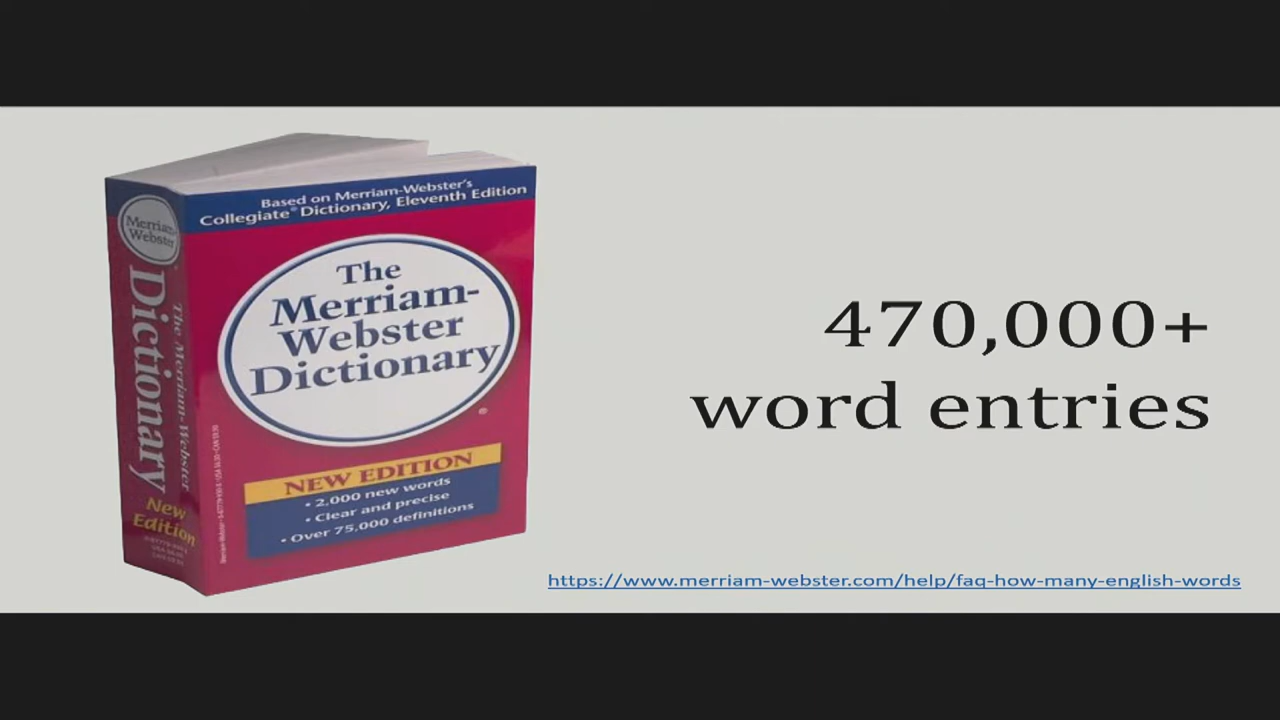 Based on Merriam-Webster's
Collegiate® Dictionary, Eleventh Edition
Merriam-
Webster
The Merriam-Webster
Dictionary
New
Edition
The
Merriam-
Webster
Dictionary
®
NEW EDITION
• 2,000 new words
• Clear and precise
• Over 75,000 definitions
470,000+
word entries
https://www.merriam-webster.com/help/faq-how-many-english-words